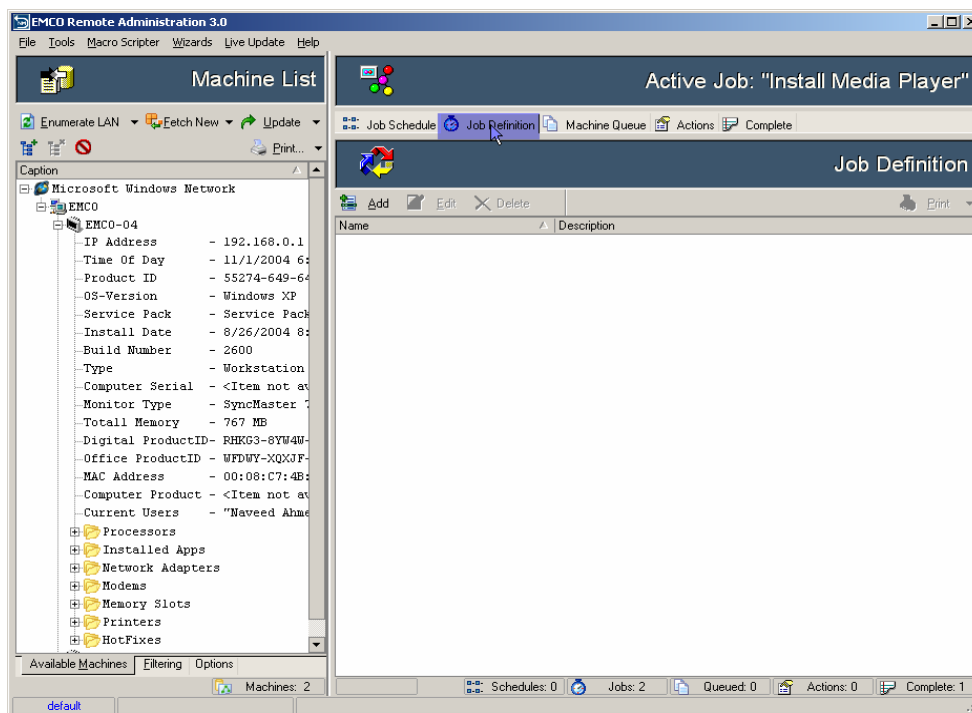 EMCO Remote Administration 3.0
File Tools Macro Scripter Wizards Live Update Help
Machine List
Active Job: "Install Media Player"
Enumerate LAN Fetch New Update
Print...
Job Schedule Job Definition Machine Queue Actions Complete
Job Definition
Add Edit Delete Print
Caption
Name Description
Microsoft Windows Network
EMCO
EMCO-04
IP Address - 192.168.0.1
Time Of Day - 11/1/2004 6:
Product ID - 55274-649-64
OS-Version - Windows XP
Service Pack - Service Pack
Install Date - 8/26/2004 8:
Build Number - 2600
Type - Workstation
Computer Serial - <Item not av
Monitor Type - SyncMaster 7
Totall Memory - 767 MB
Digital ProductID- RHKG3-8YW4W-
Office ProductID - WFDWY-XQXJF-
MAC Address - 00:08:C7:4B:
Computer Product - <Item not av
Current Users - "Naveed Ahme
Processors
Installed Apps
Network Adapters
Modems
Memory Slots
Printers
HotFixes
Available Machines Filtering Options
Machines: 2
Schedules: 0 Jobs: 2 Queued: 0 Actions: 0 Complete: 1
default